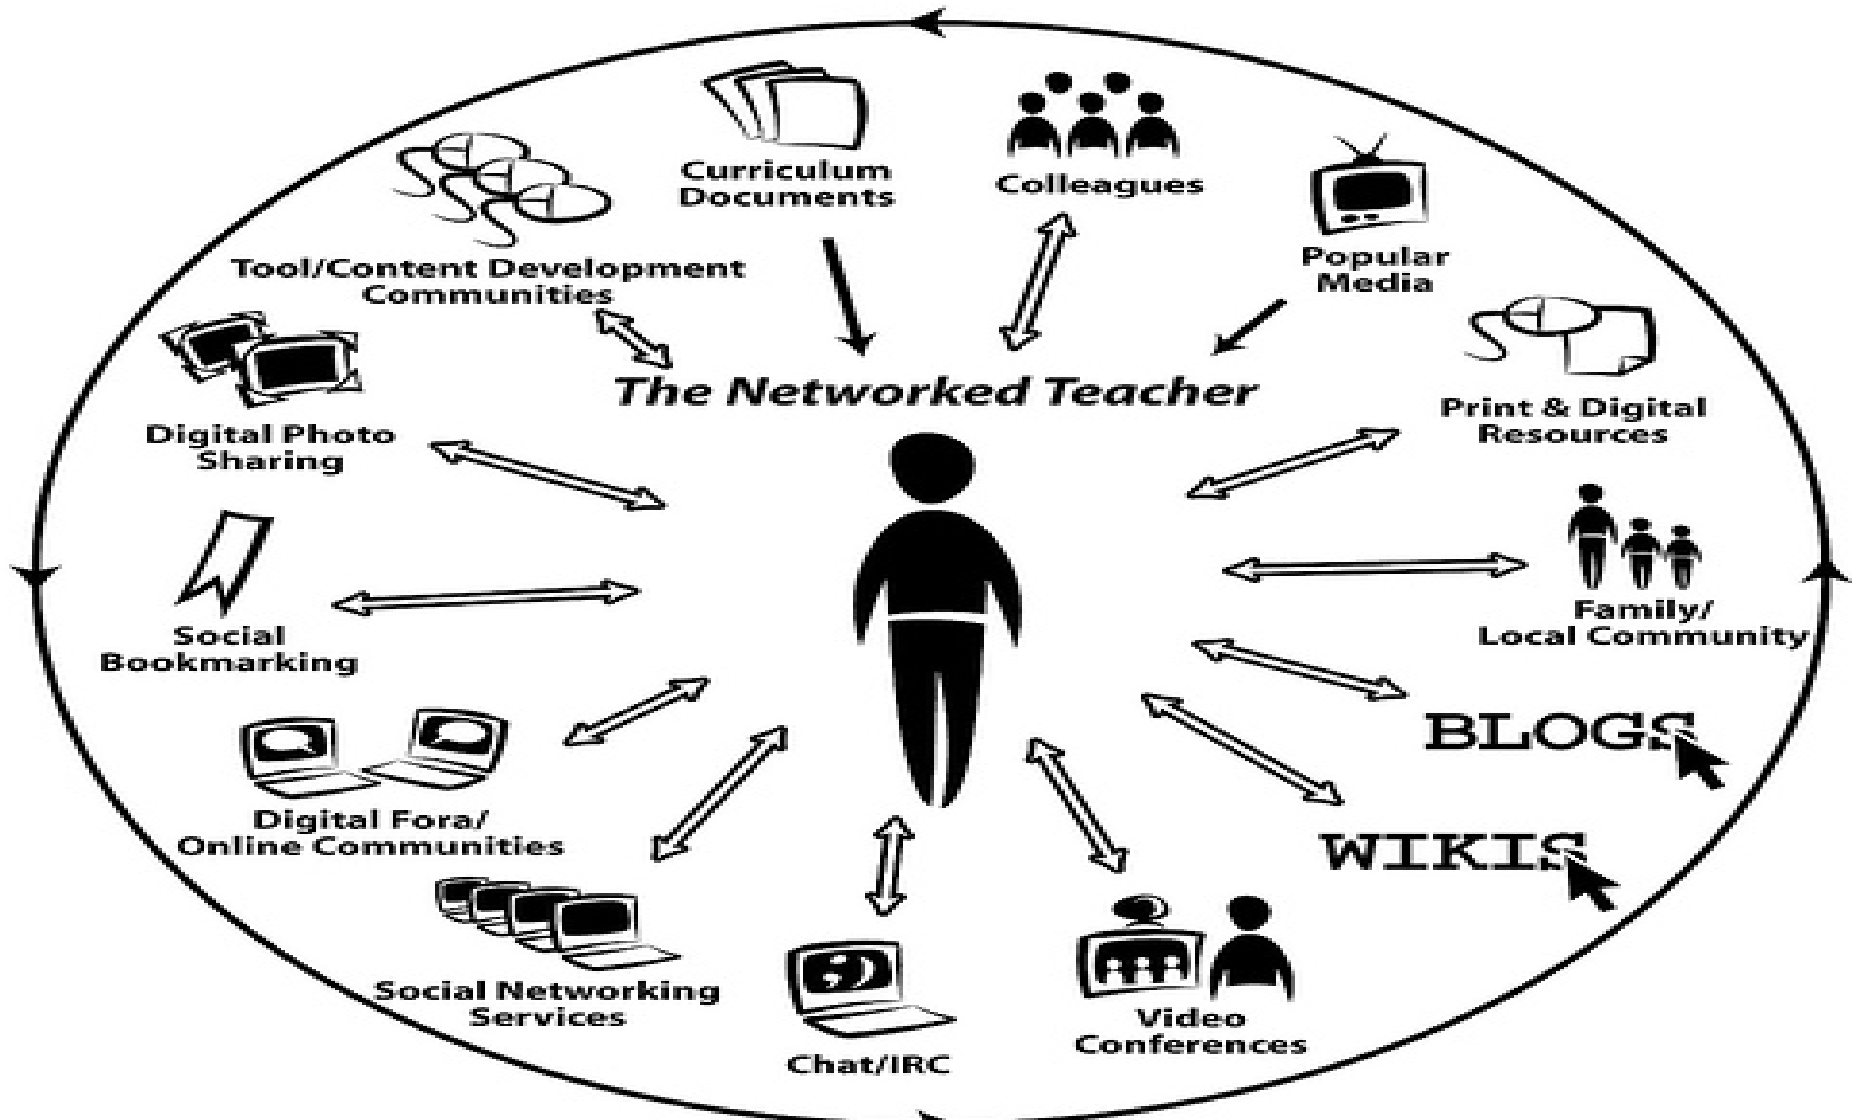 Curriculum
Documents
Colleagues
Popular
Media
Tool/Content Development
Communities
Print & Digital
Resources
The Networked Teacher
Digital Photo
Sharing
Family/
Local Community
Social
Bookmarking
BLOGS
Digital Fora/
Online Communities
WIKIS
Social Networking
Services
Video
Conferences
Chat/IRC